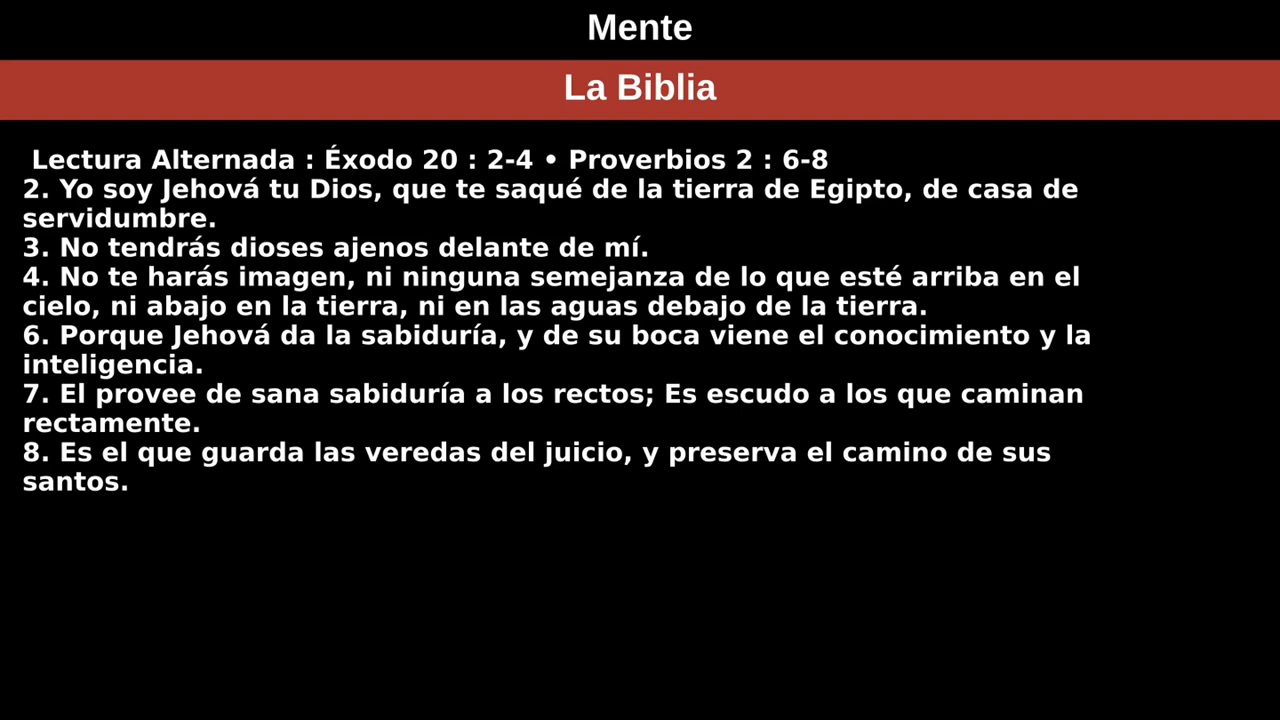 Mente
La Biblia
Lectura Alternada : Éxodo 20 : 2-4 • Proverbios 2 : 6-8
2. Yo soy Jehová tu Dios, que te saqué de la tierra de Egipto, de casa de
servidumbre.
3. No tendrás dioses ajenos delante de mí.
4. No te harás imagen, ni ninguna semejanza de lo que esté arriba en el
cielo, ni abajo en la tierra, ni en las aguas debajo de la tierra.
6. Porque Jehová da la sabiduría, y de su boca viene el conocimiento y la
inteligencia.
7. El provee de sana sabiduría a los rectos; Es escudo a los que caminan
rectamente.
8. Es el que guarda las veredas del juicio, y preserva el camino de sus
santos.